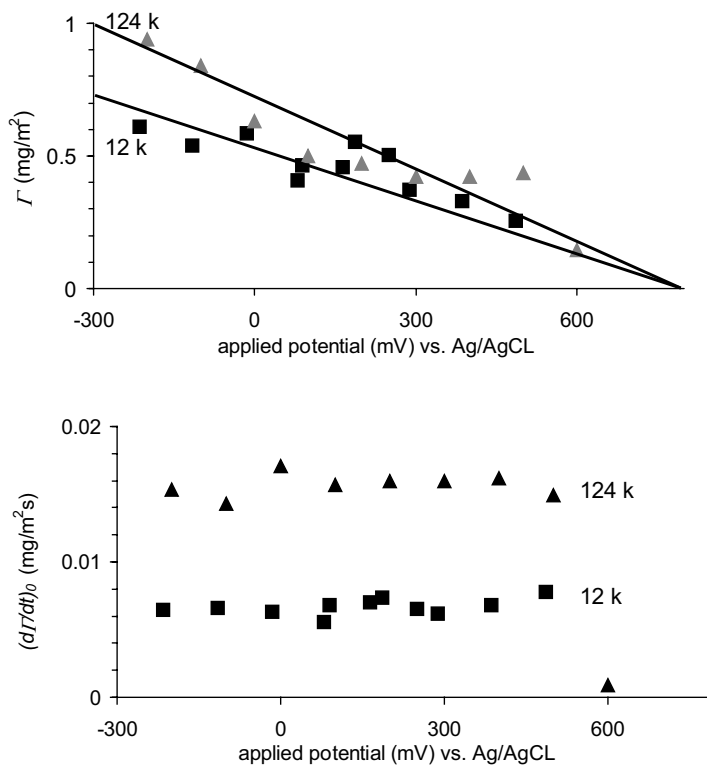 1
124 k
0.5
12 k
Γ (mg/m²)
0
-300
0
300
600
applied potential (mV) vs. Ag/AgCL
0.02
124 k
0.01
12 k
(dΓ/dt)₀ (mg/m²s)
0
-300
0
300
600
applied potential (mV) vs. Ag/AgCL